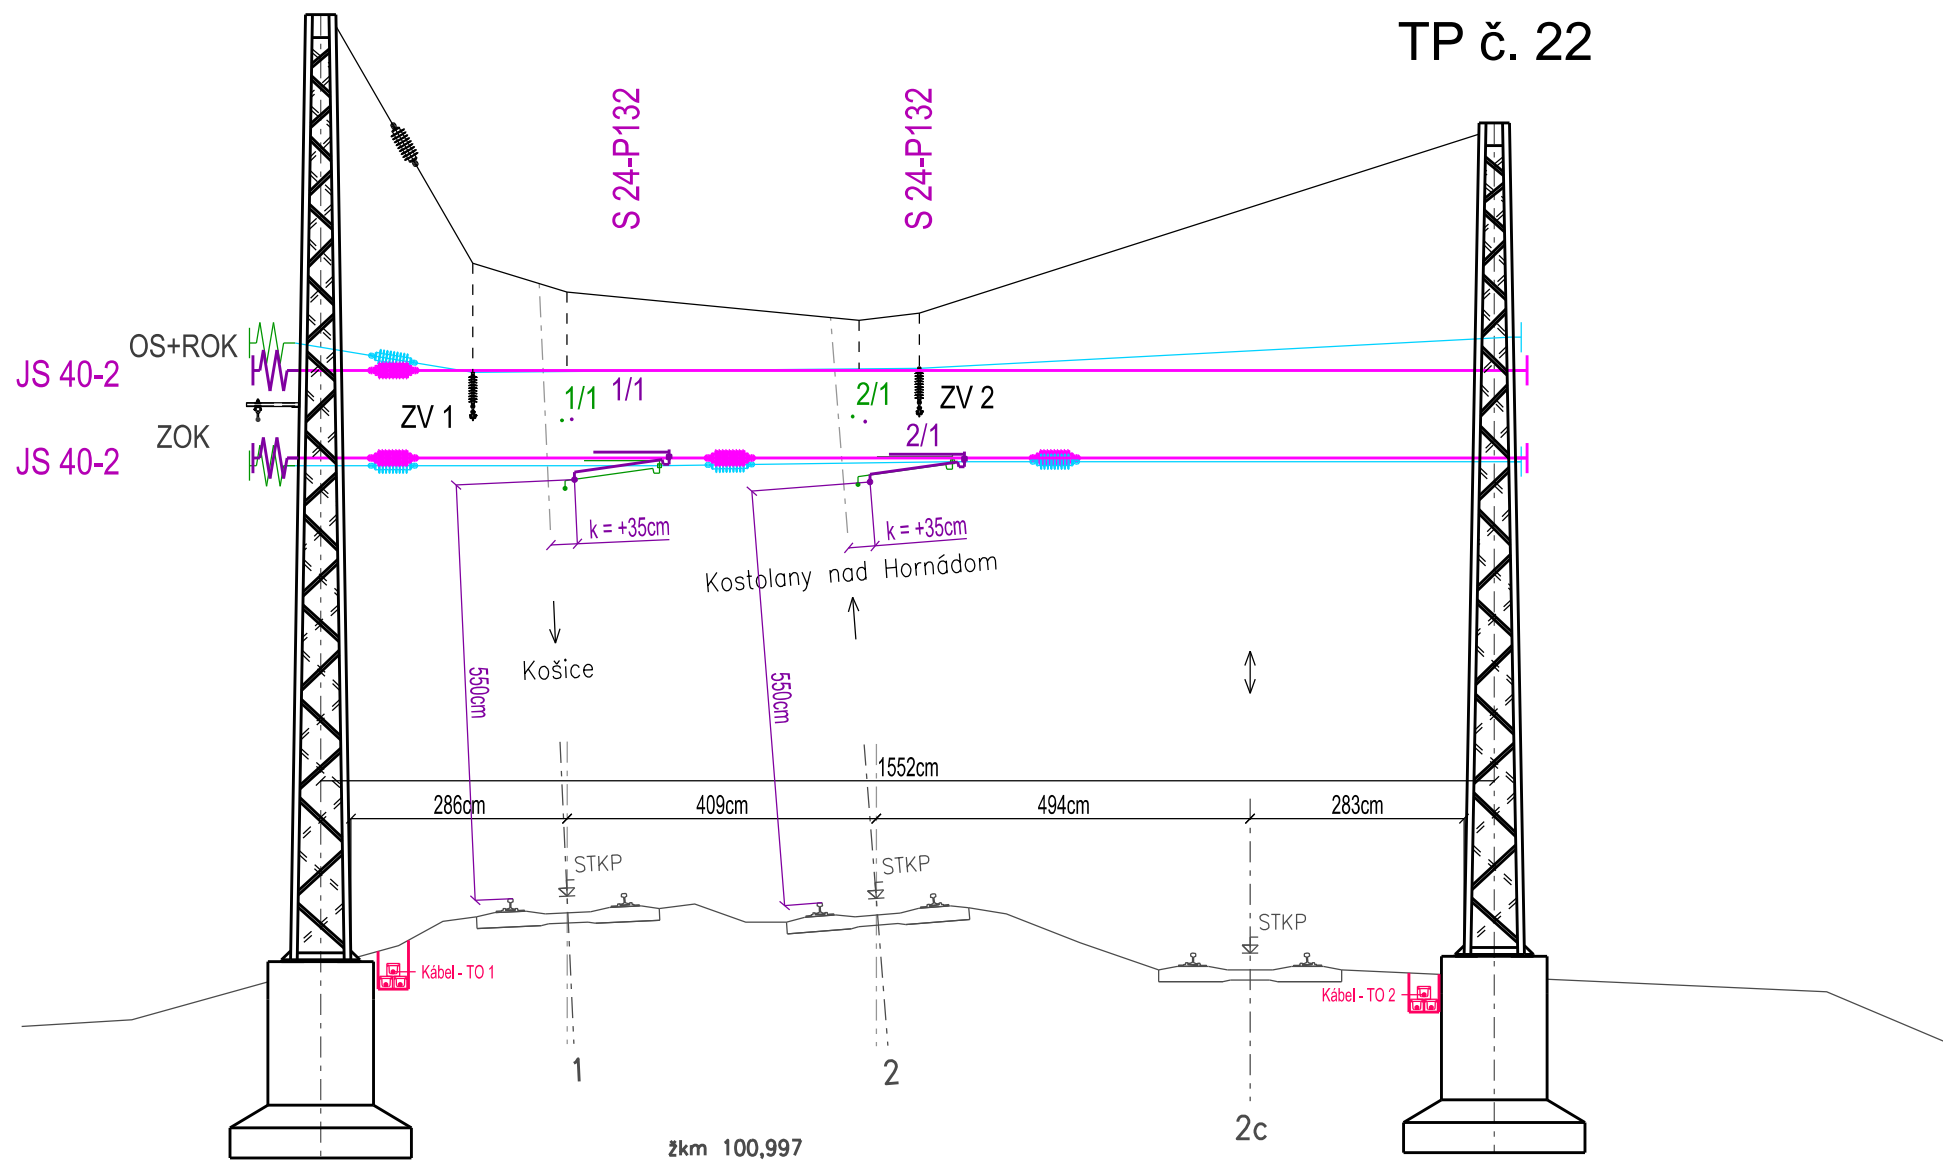 TP č. 22
S 24-P132
S 24-P132
OS+ROK
JS 40-2
ZV 1
1/1
1/1
2/1
ZV 2
2/1
ZOK
JS 40-2
k = +35cm
k = +35cm
Kostolany nad Hornádom
Košice
550cm
550cm
1552cm
286cm
409cm
494cm
283cm
STKP
STKP
STKP
Kábel - TO 1
Kábel - TO 2
1
2
2c
žkm 100,997